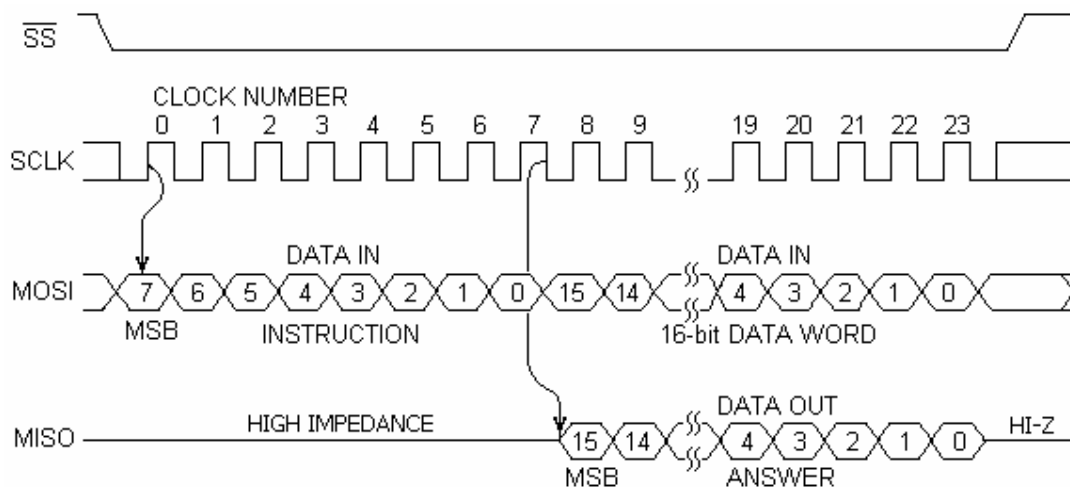 SS
CLOCK NUMBER
0 1 2 3 4 5 6 7 8 9 19 20 21 22 23
SCLK
DATA IN DATA IN
MOSI 7 6 5 4 3 2 1 0 15 14 4 3 2 1 0
MSB INSTRUCTION 16-bit DATA WORD
DATA OUT
MISO HIGH IMPEDANCE 15 14 4 3 2 1 0 HI-Z
MSB ANSWER